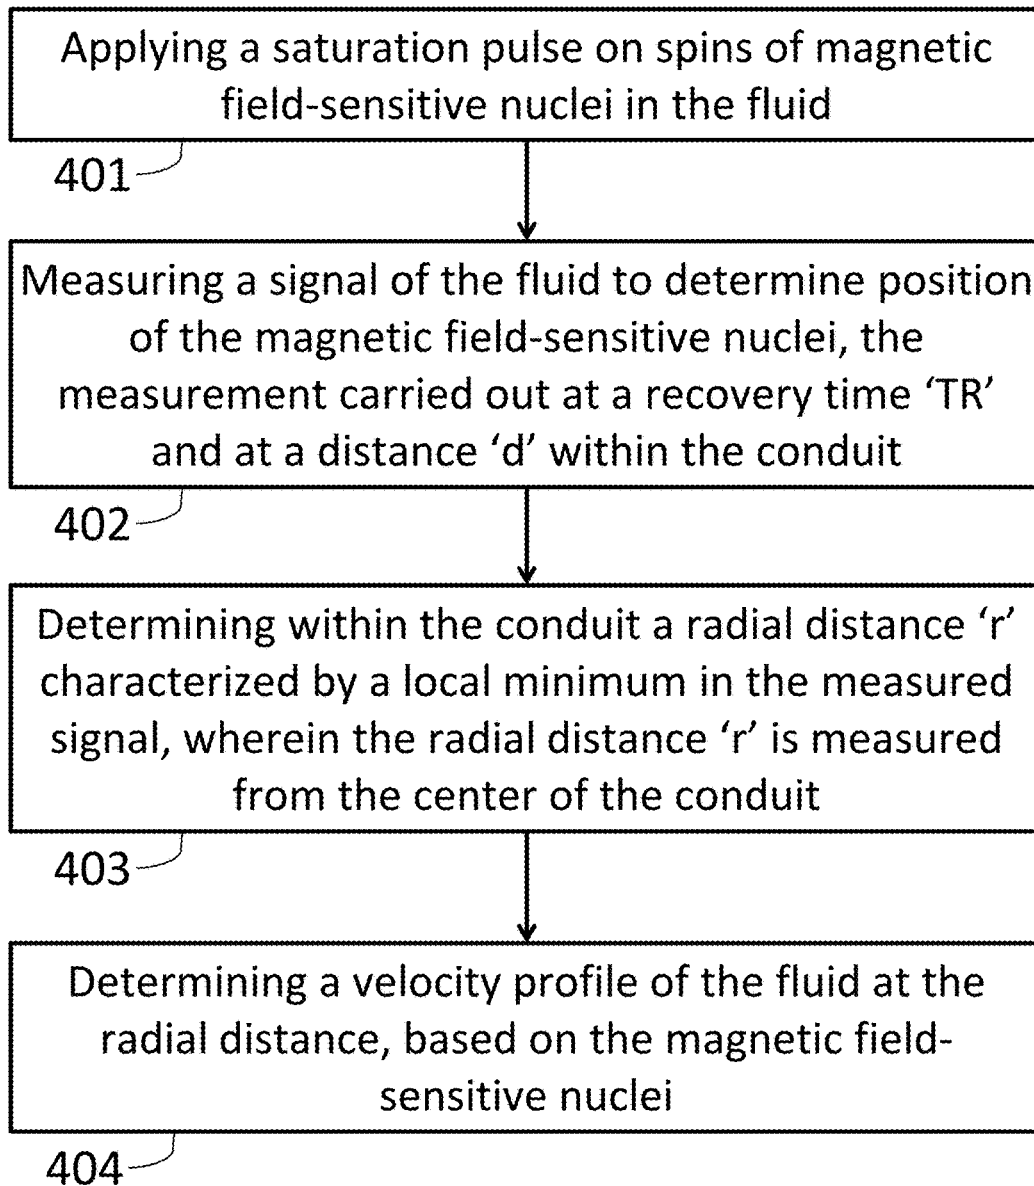 Applying a saturation pulse on spins of magnetic
field-sensitive nuclei in the fluid
401
Measuring a signal of the fluid to determine position
of the magnetic field-sensitive nuclei, the
measurement carried out at a recovery time ‘TR’
and at a distance ‘d’ within the conduit
402
Determining within the conduit a radial distance ‘r’
characterized by a local minimum in the measured
signal, wherein the radial distance ‘r’ is measured
from the center of the conduit
403
Determining a velocity profile of the fluid at the
radial distance, based on the magnetic field-
sensitive nuclei
404